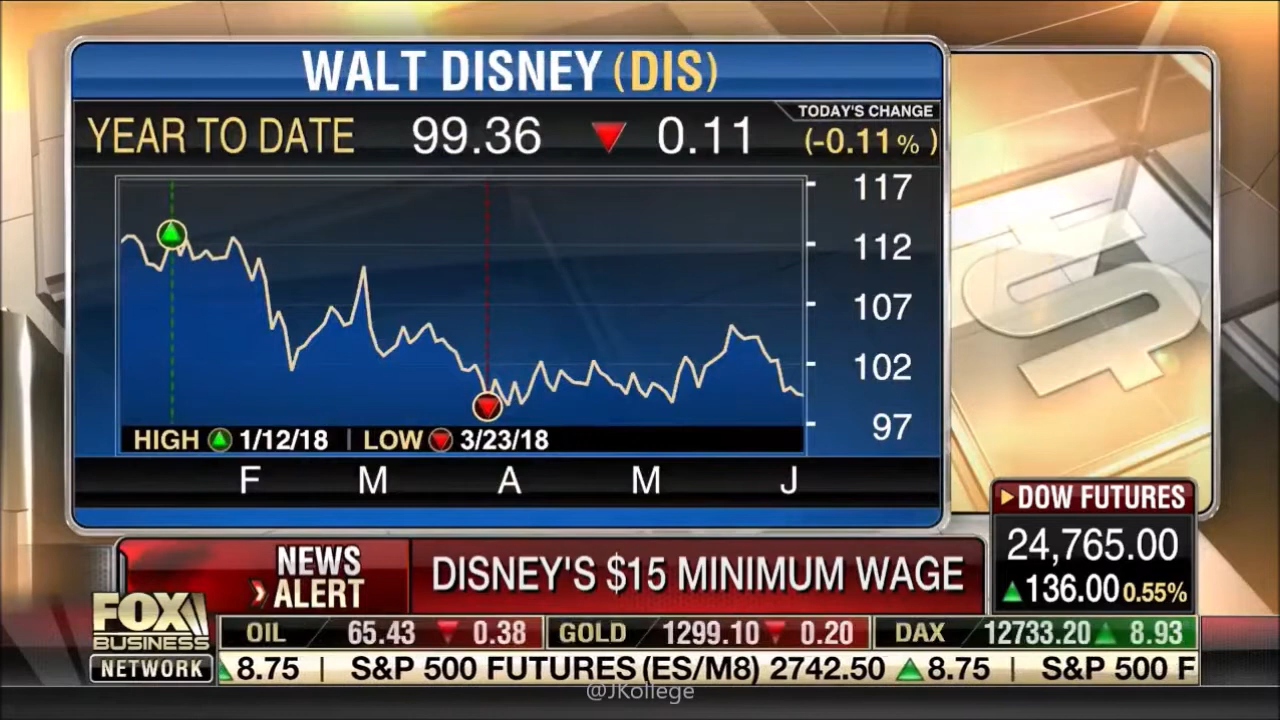 WALT DISNEY (DIS)
TODAY'S CHANGE
YEAR TO DATE 99.36 ▼ 0.11 (-0.11%)
117
112
107
102
97
HIGH ▲ 1/12/18 | LOW ▼ 3/23/18
F M A M J
DOW FUTURES
24,765.00
▲136.00 0.55%
NEWS ALERT
DISNEY'S $15 MINIMUM WAGE
FOX
BUSINESS
NETWORK
OIL 65.43 ▼ 0.38 GOLD 1299.10 ▼ 0.20 DAX 12733.20 ▲ 8.93
▲8.75 | S&P 500 FUTURES (ES/M8) 2742.50 ▲8.75 | S&P 500 F
@JKollege